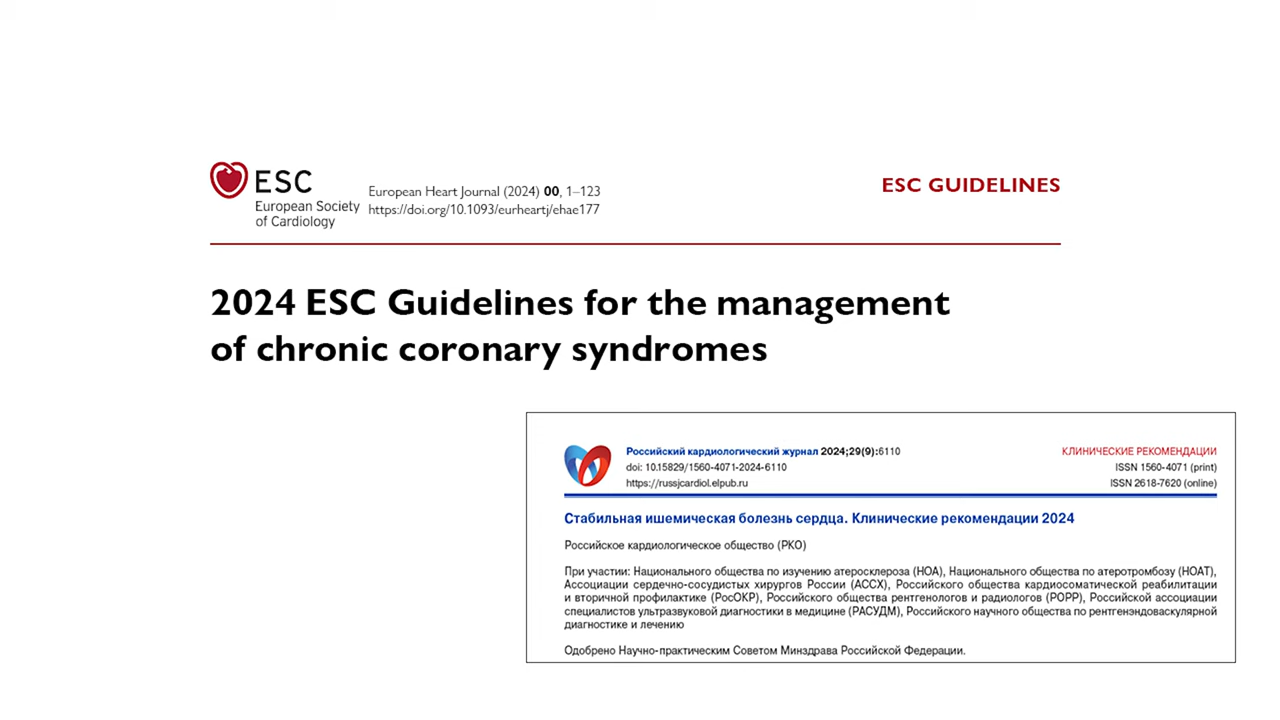 ESC
European Society
of Cardiology
European Heart Journal (2024) 00, 1–123
https://doi.org/10.1093/eurheartj/ehae177
ESC GUIDELINES
2024 ESC Guidelines for the management
of chronic coronary syndromes
Российский кардиологический журнал 2024;29(9):6110
doi: 10.15829/1560-4071-2024-6110
https://russjcardiol.elpub.ru
КЛИНИЧЕСКИЕ РЕКОМЕНДАЦИИ
ISSN 1560-4071 (print)
ISSN 2618-7620 (online)
Стабильная ишемическая болезнь сердца. Клинические рекомендации 2024
Российское кардиологическое общество (РКО)
При участии: Национального общества по изучению атеросклероза (НОА), Национального общества по атеротромбозу (НОАТ),
Ассоциации сердечно-сосудистых хирургов России (АССХ), Российского общества кардиосоматической реабилитации
и вторичной профилактике (РосОКР), Российского общества рентгенологов и радиологов (РОРР), Российской ассоциации
специалистов ультразвуковой диагностики в медицине (РАСУДМ), Российского научного общества по рентгенэндоваскулярной
диагностике и лечению
Одобрено Научно-практическим Советом Минздрава Российской Федерации.